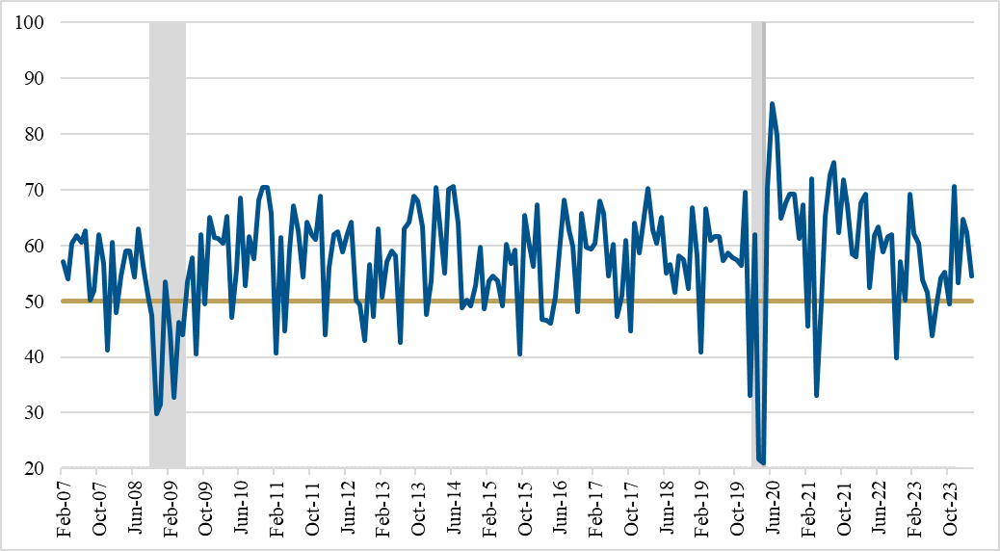 100
90
80
70
60
50
40
30
20
Feb-07
Oct-07
Jun-08
Feb-09
Oct-09
Jun-10
Feb-11
Oct-11
Jun-12
Feb-13
Oct-13
Jun-14
Feb-15
Oct-15
Jun-16
Feb-17
Oct-17
Jun-18
Feb-19
Oct-19
Jun-20
Feb-21
Oct-21
Jun-22
Feb-23
Oct-23